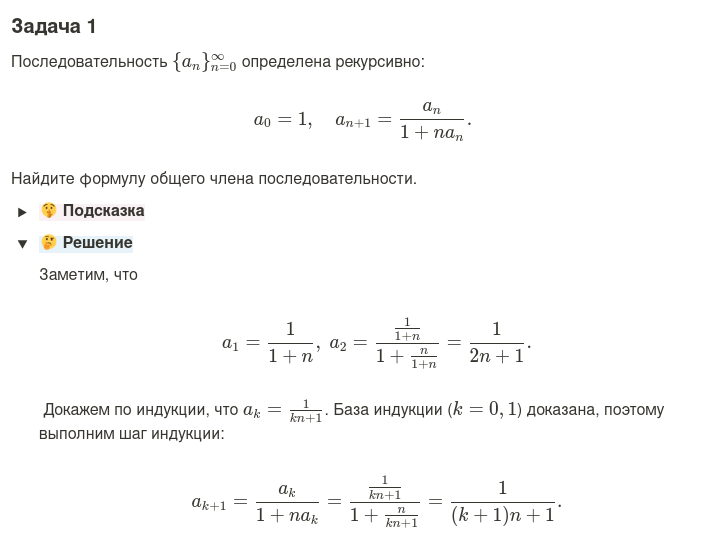 Задача 1
Последовательность $\{a_n\}_{n=0}^{\infty}$ определена рекурсивно:
$a_0 = 1, \quad a_{n+1} = \frac{a_n}{1 + na_n}.$
Найдите формулу общего члена последовательности.
▶ 🤫 Подсказка
▼ 🤔 Решение
Заметим, что
$a_1 = \frac{1}{1 + n}, \; a_2 = \frac{\frac{1}{1+n}}{1 + \frac{n}{1+n}} = \frac{1}{2n + 1}.$
Докажем по индукции, что $a_k = \frac{1}{kn+1}$. База индукции ($k = 0, 1$) доказана, поэтому
выполним шаг индукции:
$a_{k+1} = \frac{a_k}{1 + na_k} = \frac{\frac{1}{kn+1}}{1 + \frac{n}{kn+1}} = \frac{1}{(k + 1)n + 1}.$